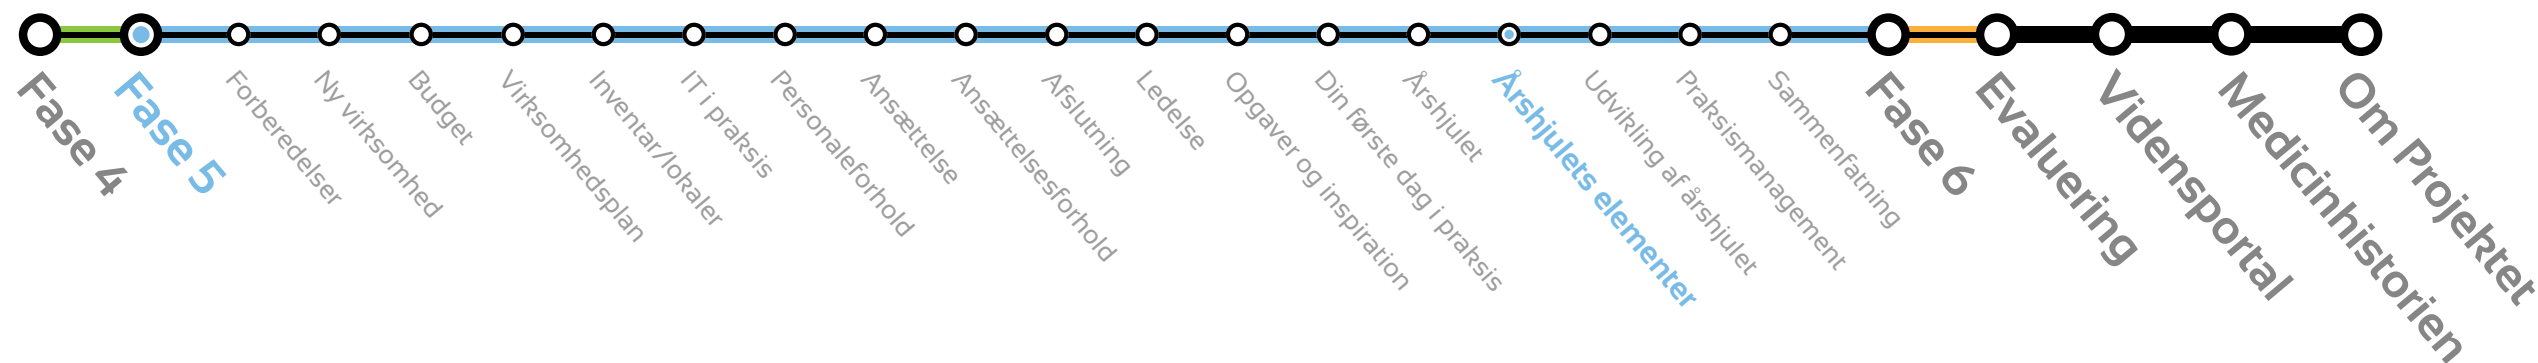 Fase 4
Fase 5
Forberedelser
Ny virksomhed
Budget
Virksomhedsplan
Inventar/lokaler
IT i praksis
Personaleforhold
Ansættelse
Ansættelsesforhold
Afslutning
Ledelse
Opgaver og inspiration
Din første dag i praksis
Årshjulet
Årshjulets elementer
Udvikling af årshjulet
Praksismanagement
Sammenfatning
Fase 6
Evaluering
Vidensportal
Medicinhistorien
Om Projektet